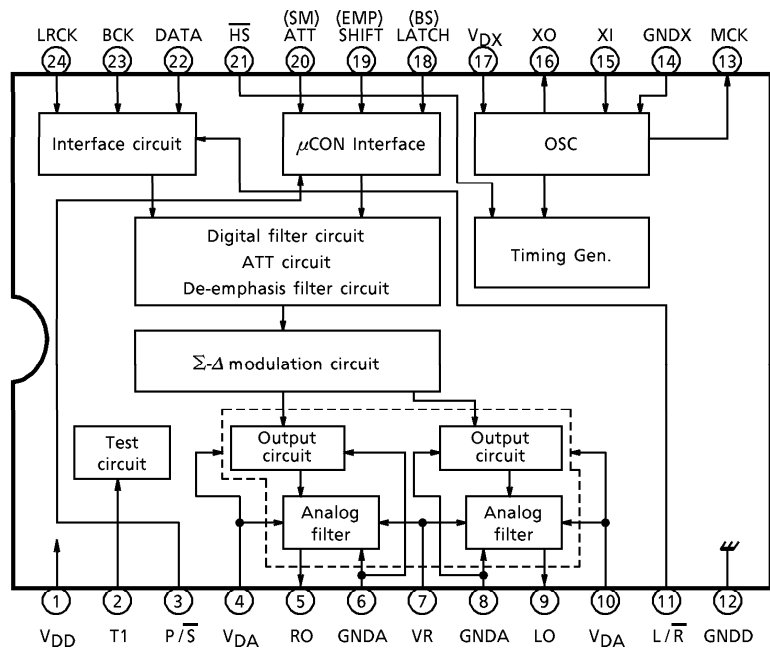 (SM) (EMP) (BS)
LRCK BCK DATA H̅S̅ ATT SHIFT LATCH VDX XO XI GNDX MCK
24 23 22 21 20 19 18 17 16 15 14 13
Interface circuit
μCON Interface
OSC
Digital filter circuit
ATT circuit
De-emphasis filter circuit
Timing Gen.
Σ-Δ modulation circuit
Test
circuit
Output
circuit
Output
circuit
Analog
filter
Analog
filter
1 2 3 4 5 6 7 8 9 10 11 12
VDD T1 P/S̅ VDA RO GNDA VR GNDA LO VDA L/R̅ GNDD